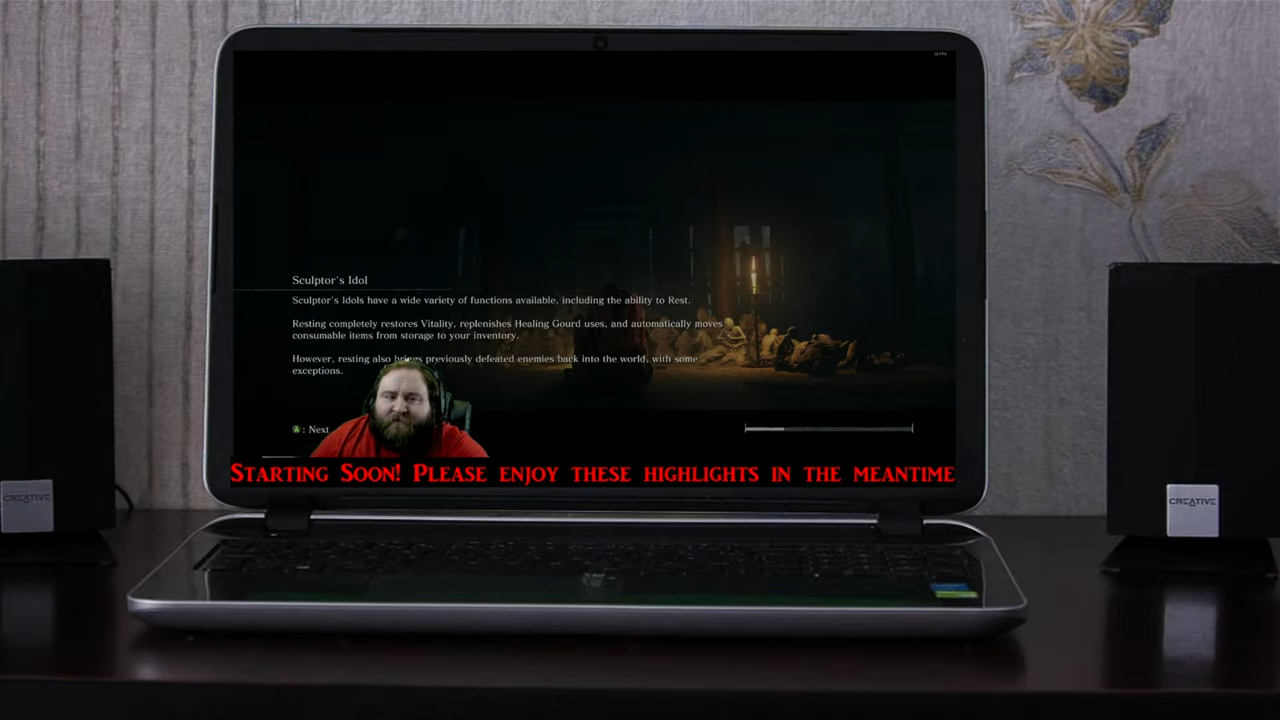 Sculptor's Idol
Sculptor's Idols have a wide variety of functions available, including the ability to Rest.
Resting completely restores Vitality, replenishes Healing Gourd uses, and automatically moves
consumable items from storage to your inventory.
However, resting also brings previously defeated enemies back into the world, with some
exceptions.
A : Next
Starting Soon! Please enjoy these highlights in the meantime
CREATIVE
CREATIVE